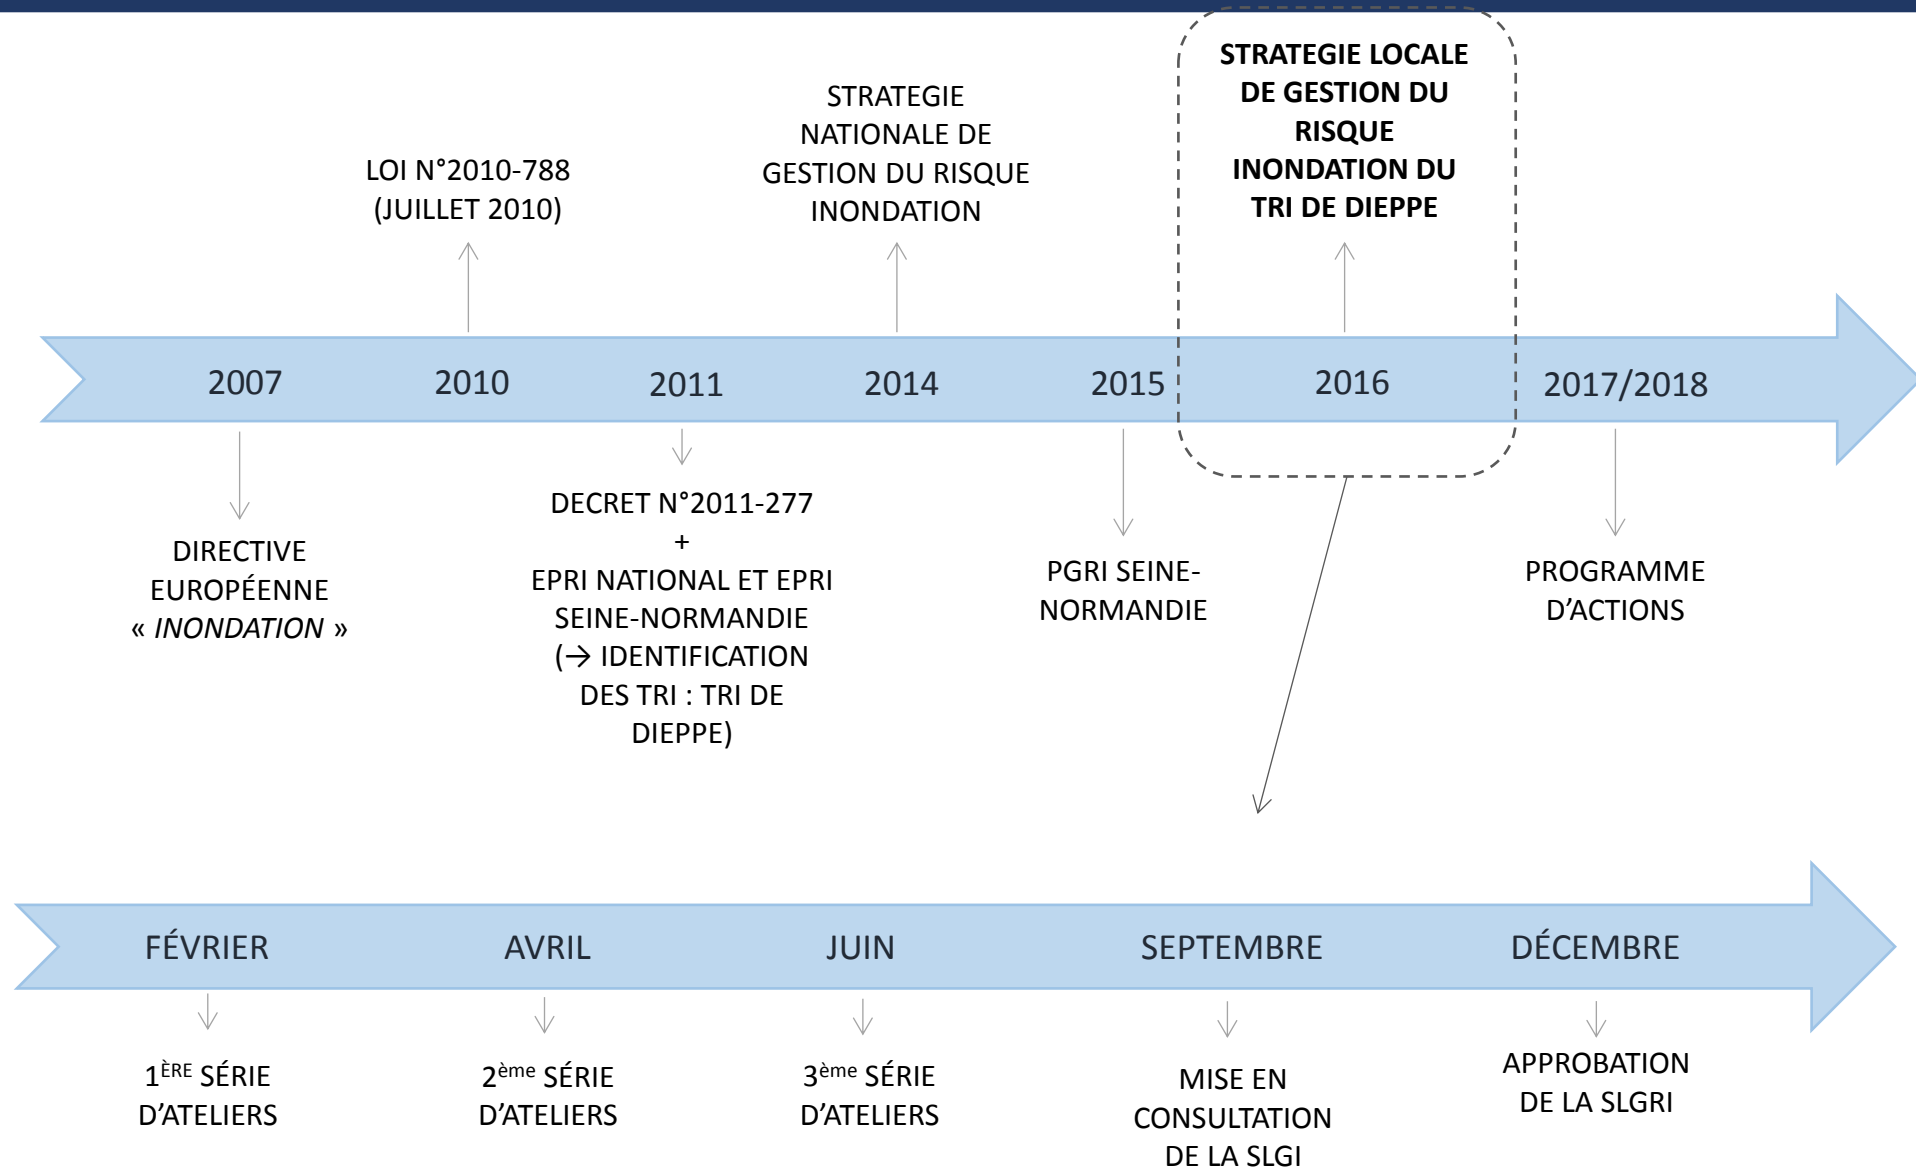 STRATEGIE LOCALE
DE GESTION DU
RISQUE
INONDATION DU
TRI DE DIEPPE
STRATEGIE
NATIONALE DE
GESTION DU RISQUE
INONDATION
LOI N°2010-788
(JUILLET 2010)
2007
2010
2011
2014
2015
2016
2017/2018
DIRECTIVE
EUROPÉENNE
« INONDATION »
DECRET N°2011-277
+
EPRI NATIONAL ET EPRI
SEINE-NORMANDIE
(→ IDENTIFICATION
DES TRI : TRI DE
DIEPPE)
PGRI SEINE-
NORMANDIE
PROGRAMME
D’ACTIONS
FÉVRIER
AVRIL
JUIN
SEPTEMBRE
DÉCEMBRE
1ÈRE SÉRIE
D’ATELIERS
2ème SÉRIE
D’ATELIERS
3ème SÉRIE
D’ATELIERS
MISE EN
CONSULTATION
DE LA SLGI
APPROBATION
DE LA SLGRI